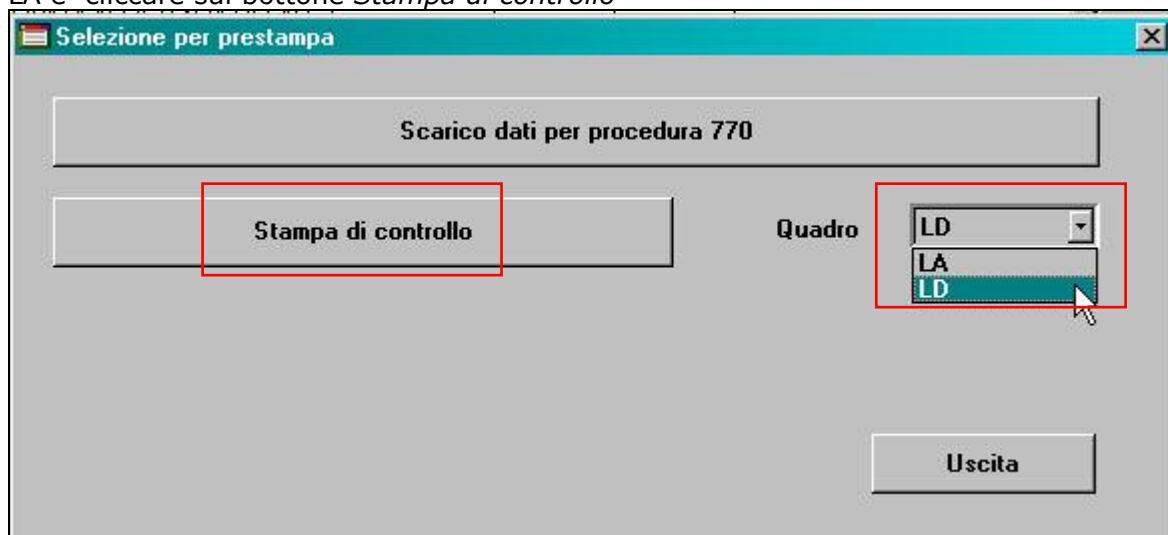 LA e cliccare sul bottone Stampa di controllo
Selezione per prestampa
Scarico dati per procedura 770
Stampa di controllo
Quadro
LD
LA
LD
Uscita